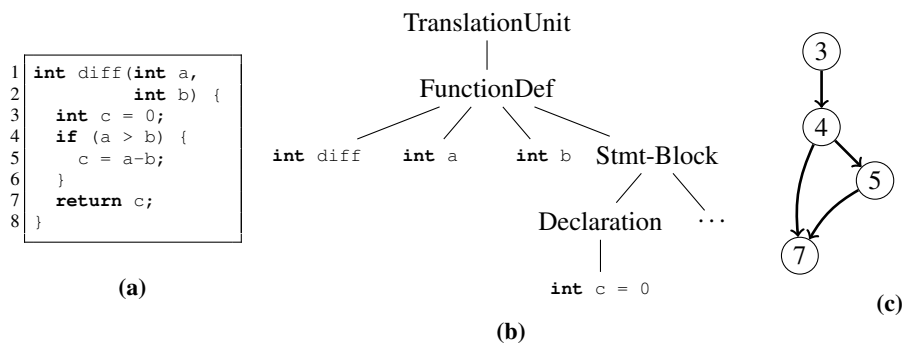 1 int diff(int a,
2 int b) {
3 int c = 0;
4 if (a > b) {
5 c = a-b;
6 }
7 return c;
8 }
(a)
TranslationUnit
FunctionDef
int diff int a int b Stmt-Block
Declaration ...
int c = 0
(b)
3
4
5
7
(c)